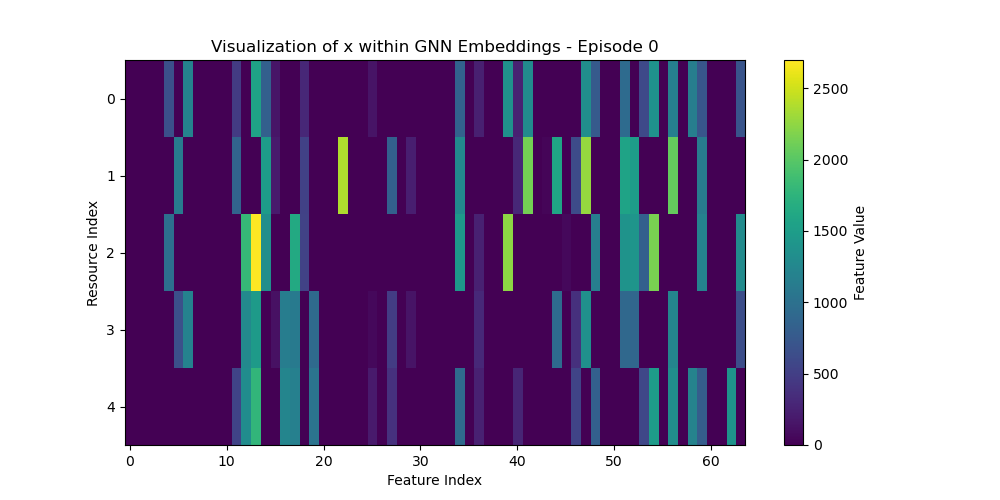 Visualization of x within GNN Embeddings - Episode 0
Resource Index
0
1
2
3
4
0 10 20 30 40 50 60
Feature Index
2500
2000
1500
1000
500
0
Feature Value